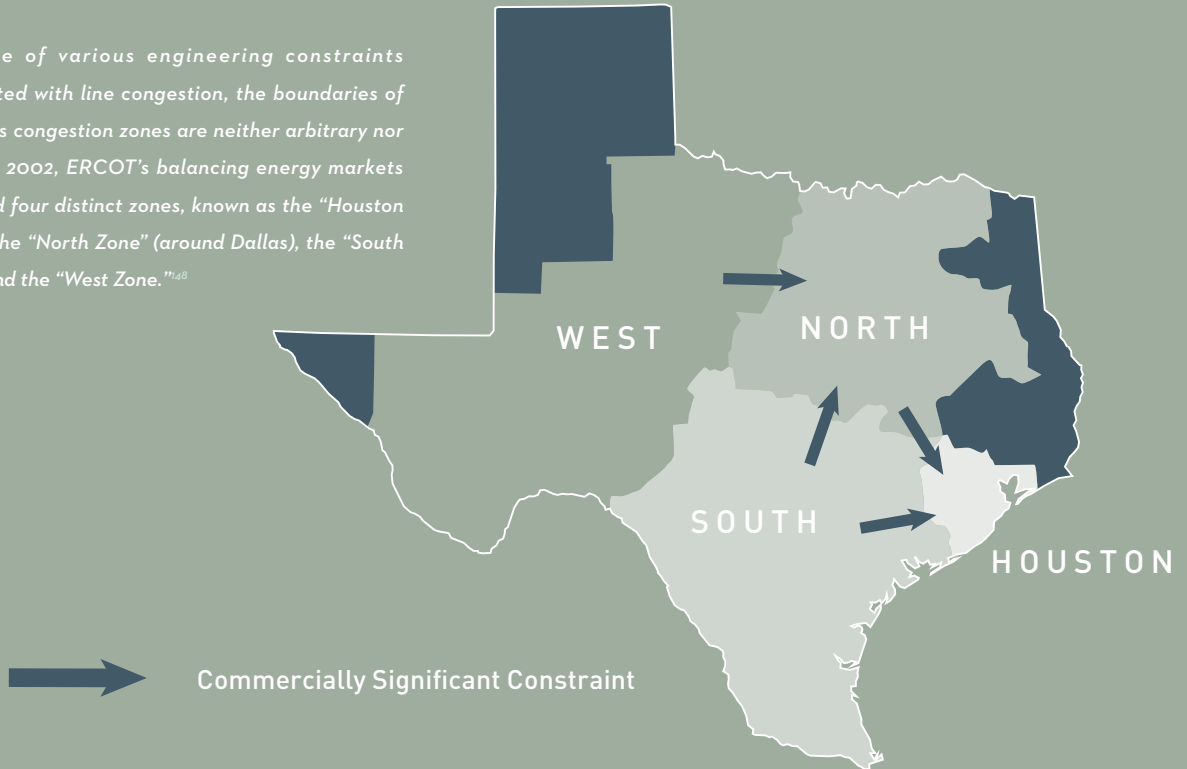 e of various engineering constraints
ted with line congestion, the boundaries of
s congestion zones are neither arbitrary nor
2002, ERCOT's balancing energy markets
d four distinct zones, known as the “Houston
he “North Zone” (around Dallas), the “South
nd the “West Zone.”148
WEST
NORTH
SOUTH
HOUSTON
Commercially Significant Constraint